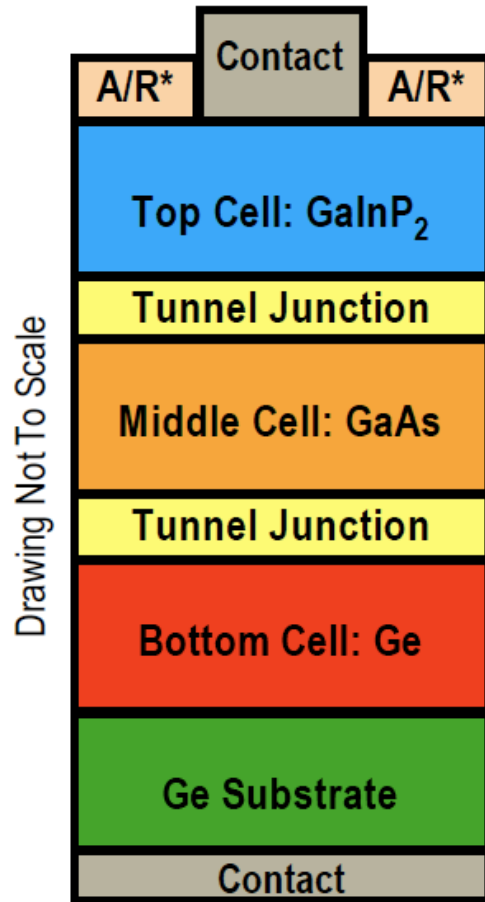 Contact
A/R*
A/R*
Top Cell: GaInP₂
Tunnel Junction
Middle Cell: GaAs
Tunnel Junction
Bottom Cell: Ge
Ge Substrate
Contact
Drawing Not To Scale